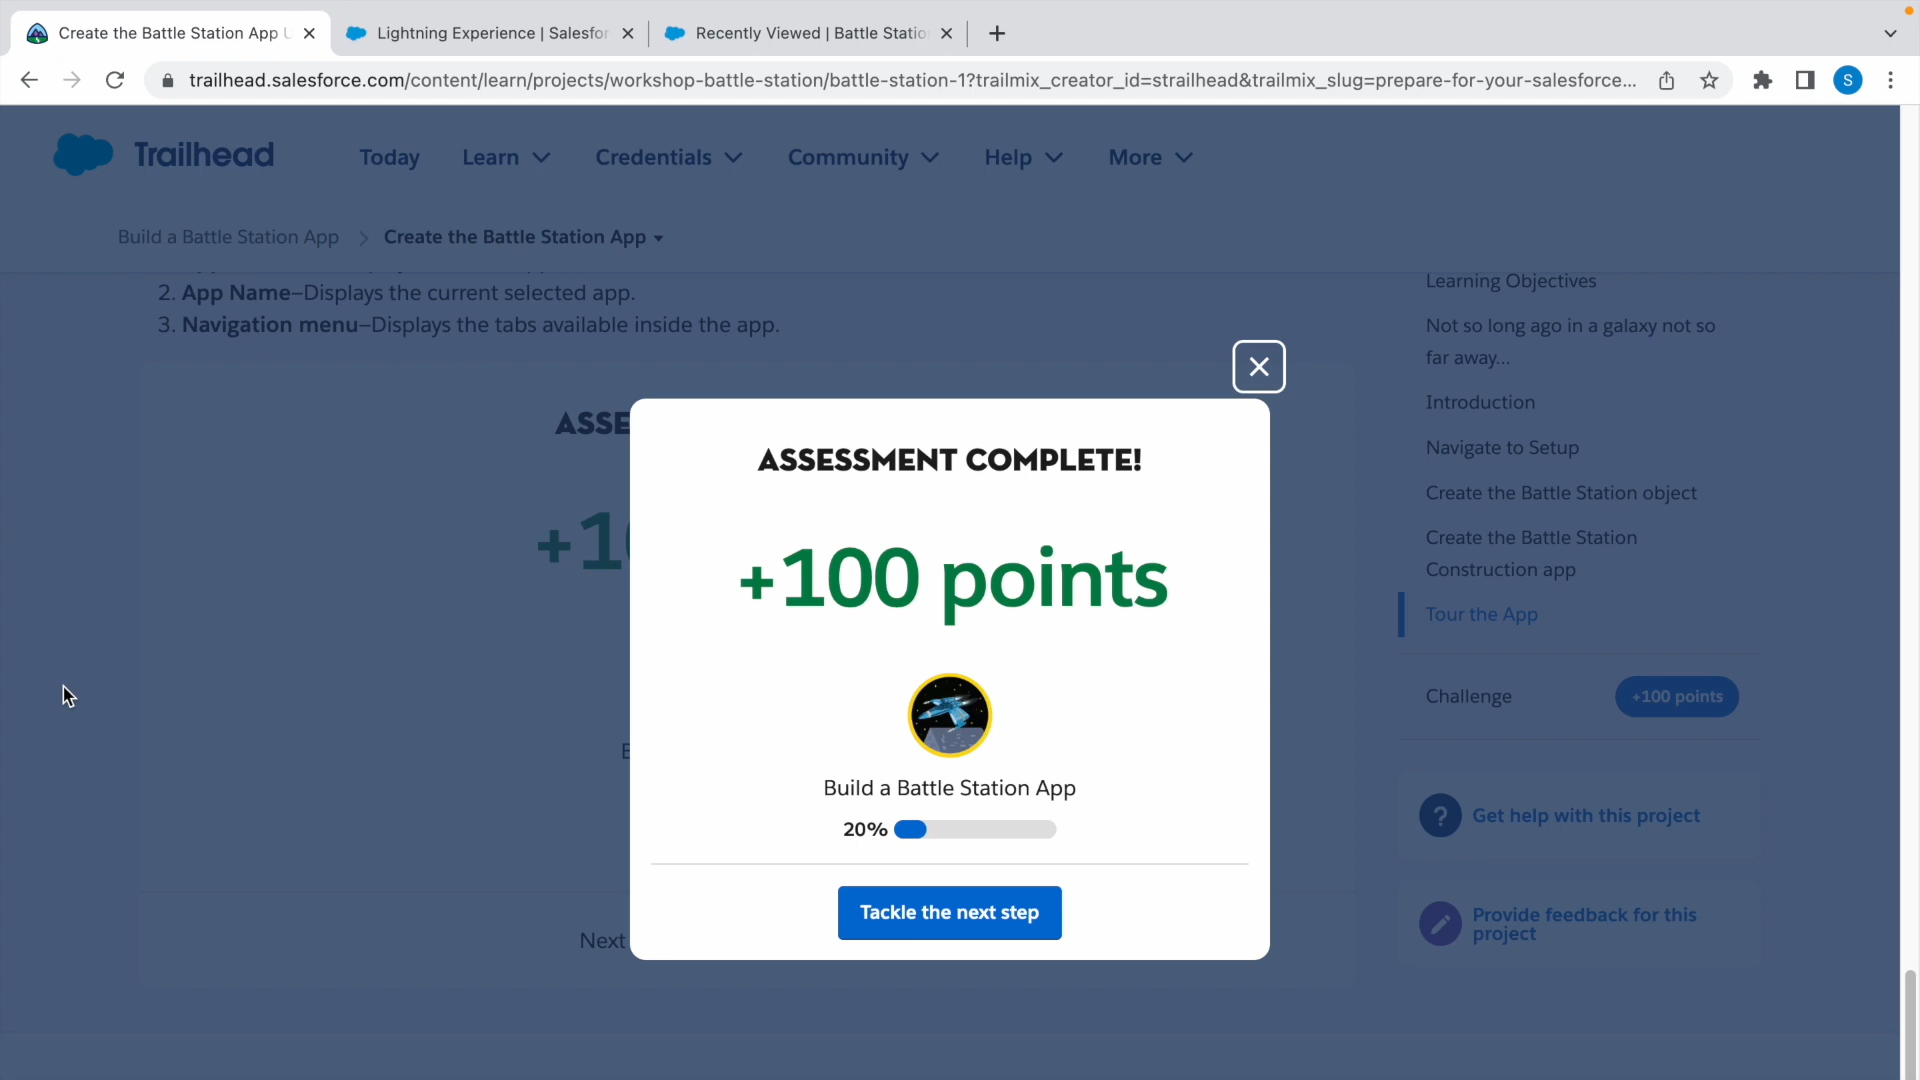 Create the Battle Station App U
Lightning Experience | Salesfor
Recently Viewed | Battle Statio
trailhead.salesforce.com/content/learn/projects/workshop-battle-station/battle-station-1?trailmix_creator_id=strailhead&trailmix_slug=prepare-for-your-salesforce...
S
Trailhead
Today
Learn
Credentials
Community
Help
More
Build a Battle Station App
Create the Battle Station App
2. App Name—Displays the current selected app.
3. Navigation menu—Displays the tabs available inside the app.
ASSE
+10
E
Next
ASSESSMENT COMPLETE!
+100 points
Build a Battle Station App
20%
Tackle the next step
Learning Objectives
Not so long ago in a galaxy not so
far away...
Introduction
Navigate to Setup
Create the Battle Station object
Create the Battle Station
Construction app
Tour the App
Challenge
+100 points
?
Get help with this project
Provide feedback for this
project